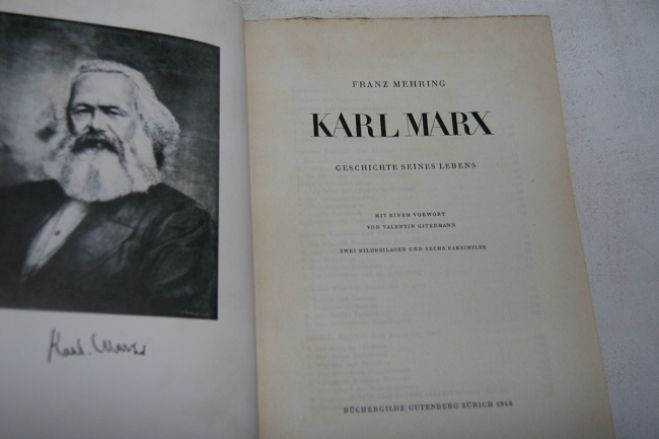 Karl Marx
FRANZ MEHRING
KARL MARX
GESCHICHTE SEINES LEBENS
MIT EINEM VORWORT
VON VALENTIN GITERMANN
ZWEI BILDBEILAGEN UND SECHS FAKSIMILES
BÜCHERGILDE GUTENBERG ZÜRICH 1946